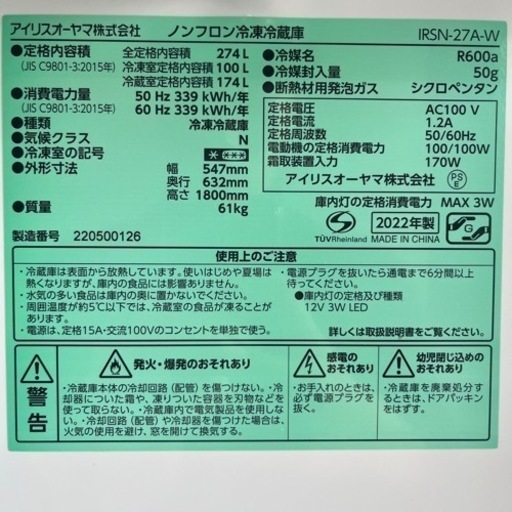 アイリスオーヤマ株式会社 ノンフロン冷凍冷蔵庫 IRSN-27A-W
●定格内容積 全定格内容積 274 L
(JIS C9801-3:2015年) 冷凍室定格内容積 100 L
冷蔵室定格内容積 174 L
●消費電力量 50 Hz 339 kWh/年
(JIS C9801-3:2015年) 60 Hz 339 kWh/年
●種類 冷凍冷蔵庫
●気候クラス N
●冷凍室の記号
●外形寸法 幅 547mm
奥行 632mm
高さ 1800mm
●質量 61kg
製造番号 220500126
●冷媒名 R600a
●冷媒封入量 50g
●断熱材用発泡ガス シクロペンタン
定格電圧 AC100 V
定格電流 1.2A
定格周波数 50/60Hz
電動機の定格消費電力 100/100W
霜取装置入力 170W
アイリスオーヤマ株式会社 PS E
庫内灯の定格消費電力 MAX 3W
TÜVRheinland
2022年製
MADE IN CHINA
使用上のご注意
・冷蔵庫は表面から放熱しています。使いはじめや夏場は
熱くなりますが、庫内の食品には影響ありません。
・水気の多い食品は庫内の奥に置かないでください。
・周囲温度が約5℃以下では、冷蔵室の食品が凍ることが
あります。
・電源は、定格15A・交流100Vのコンセントを単独で使う。
・電源プラグを抜いたら通電まで6分間以上
待ってください。
●庫内灯の定格及び種類
12V 3W LED
詳しくは取扱説明書をご覧ください。
警告
発火・爆発のおそれあり
・冷蔵庫本体の冷却回路(配管)を傷つけない。冷却
器についた霜や、凍りついた容器を刃物などを
使って取らない。冷蔵庫内で電気製品を使用しな
い。冷却回路(配管)を傷つけた場合は
火気の使用を避け、窓を開けて換気する。
感電の
おそれあり
・お手入れのときは、
必ず電源プラグを
抜く。
幼児閉じ込めの
おそれあり
・冷蔵庫を廃棄処分
するときは、
ドアパッキン
をはずす。